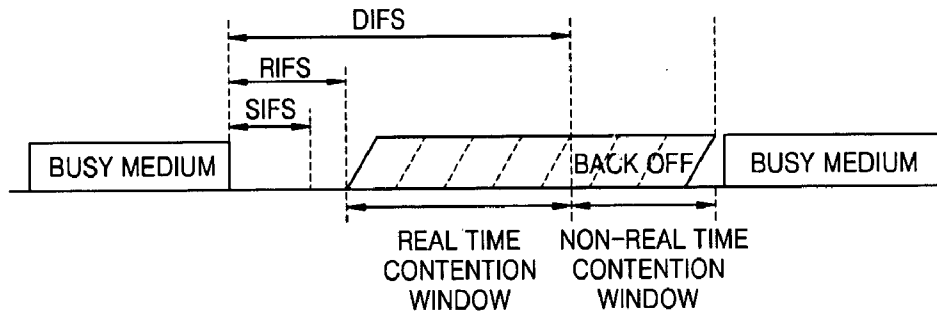 DIFS
RIFS
SIFS
BUSY MEDIUM
BACK OFF
BUSY MEDIUM
REAL TIME
CONTENTION
WINDOW
NON-REAL TIME
CONTENTION
WINDOW